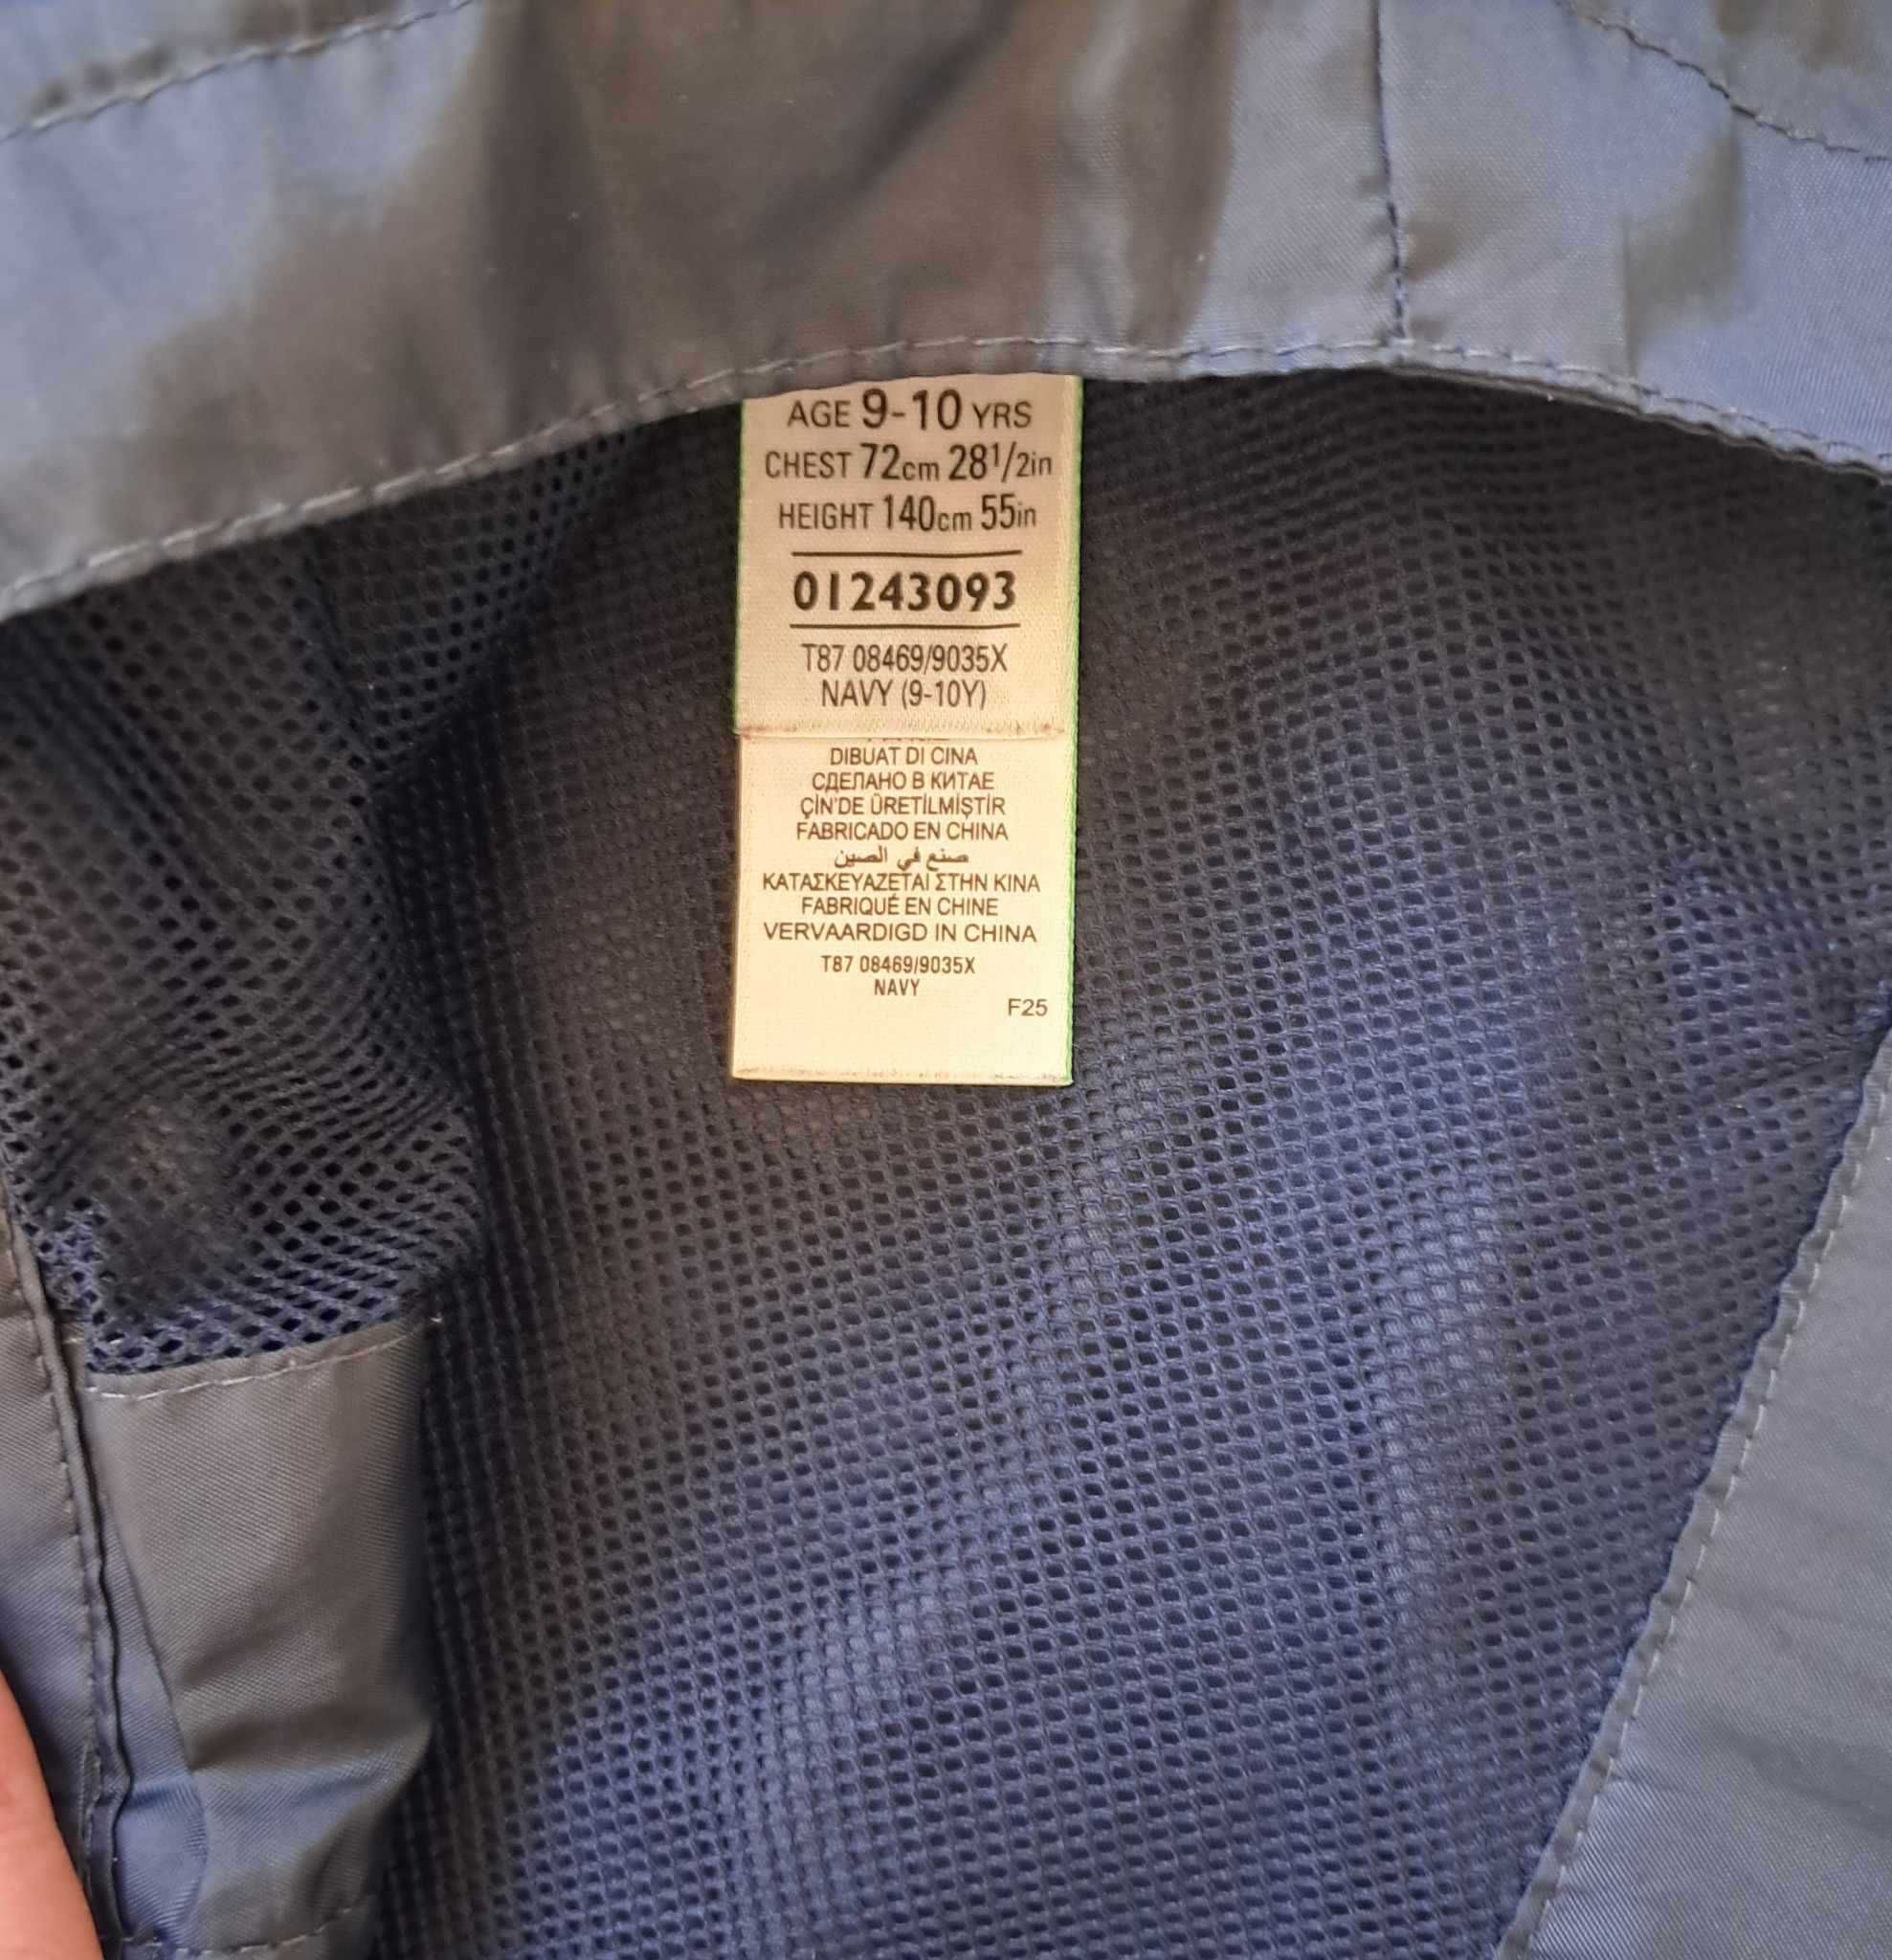 AGE 9-10 YRS
CHEST 72cm 28 1/2in
HEIGHT 140cm 55in
01243093
T87 08469/9035X
NAVY (9-10Y)
DIBUAT DI CINA
СДЕЛАНО В КИТАЕ
ÇİN'DE ÜRETİLMİŞTİR
FABRICADO EN CHINA
صنع في الصين
ΚΑΤΑΣΚΕΥΑΖΕΤΑΙ ΣΤΗΝ ΚΙΝΑ
FABRIQUÉ EN CHINE
VERVAARDIGD IN CHINA
T87 08469/9035X
NAVY
F25